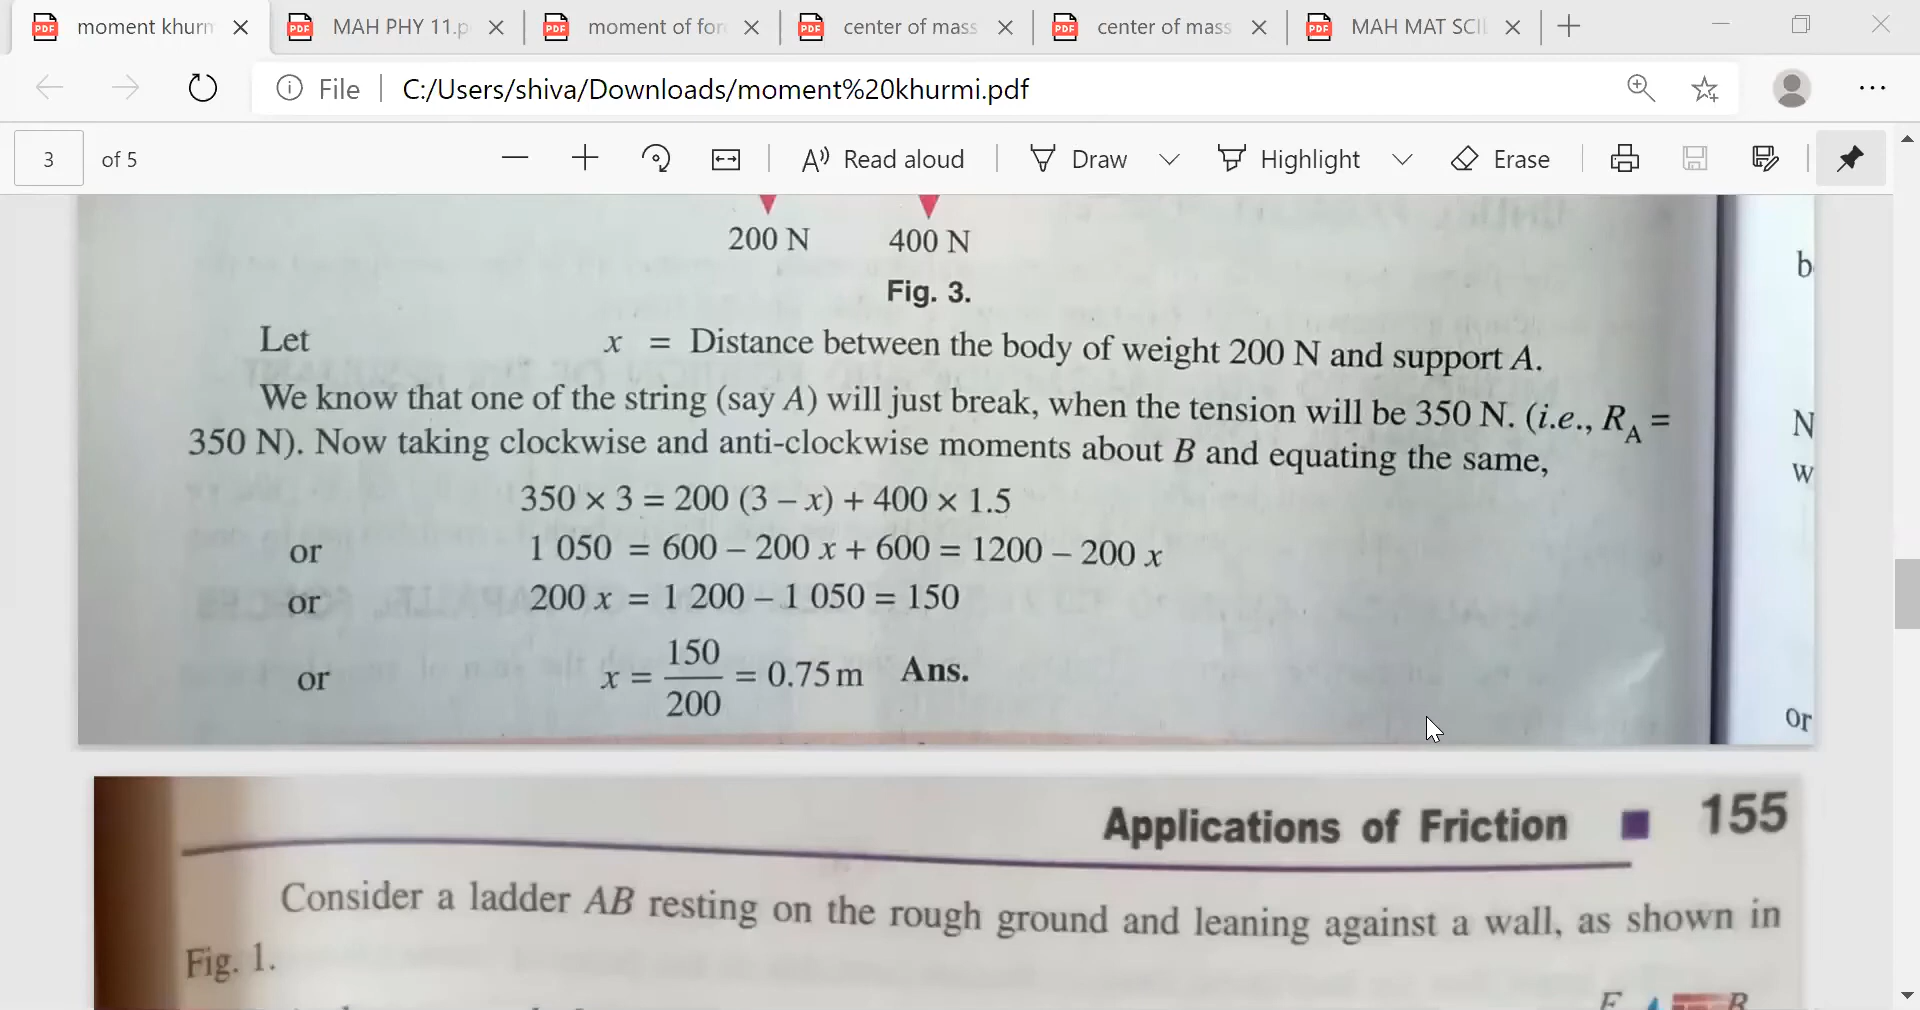 moment khurm
MAH PHY 11.p
moment of for
center of mass
center of mass
MAH MAT SCI
File
C:/Users/shiva/Downloads/moment%20khurmi.pdf
3 of 5
Read aloud
Draw
Highlight
Erase
200 N 400 N
Fig. 3.
Let x = Distance between the body of weight 200 N and support A.
We know that one of the string (say A) will just break, when the tension will be 350 N. (i.e., R_A =
350 N). Now taking clockwise and anti-clockwise moments about B and equating the same,
350 × 3 = 200 (3 – x) + 400 × 1.5
or 1 050 = 600 – 200 x + 600 = 1200 – 200 x
or 200 x = 1 200 – 1 050 = 150
or x = 150/200 = 0.75 m Ans.
b
N
w
or
Applications of Friction 155
Consider a ladder AB resting on the rough ground and leaning against a wall, as shown in
Fig. 1.
F B